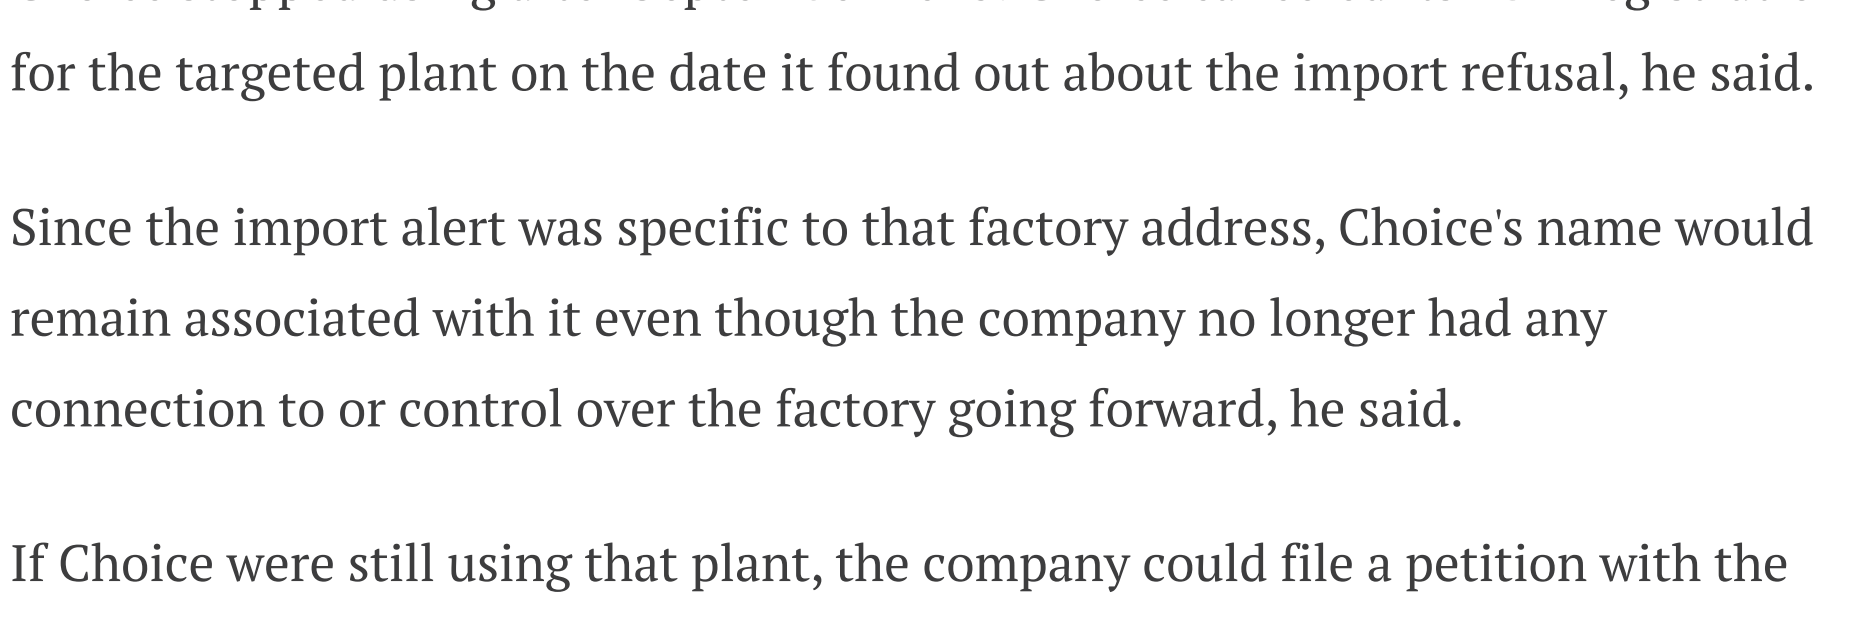 for the targeted plant on the date it found out about the import refusal, he said.
Since the import alert was specific to that factory address, Choice's name would
remain associated with it even though the company no longer had any
connection to or control over the factory going forward, he said.
If Choice were still using that plant, the company could file a petition with the